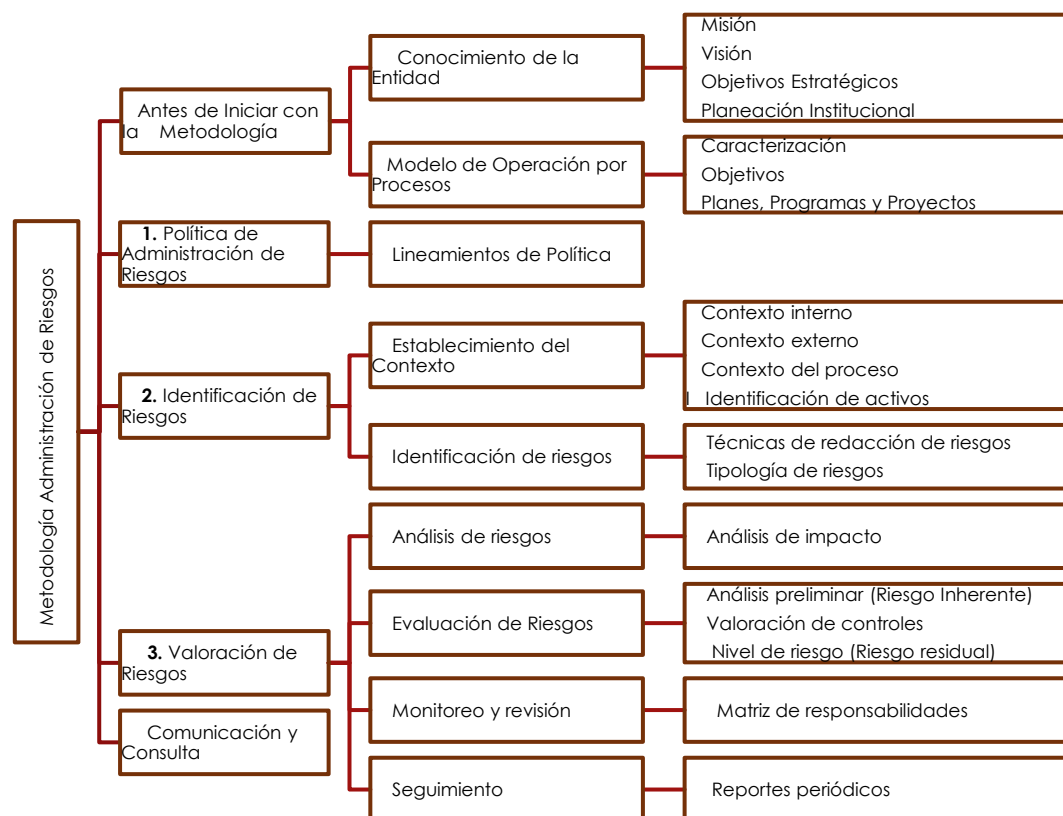 Metodología Administración de Riesgos
Antes de Iniciar con
la Metodología
Conocimiento de la
Entidad
Misión
Visión
Objetivos Estratégicos
Planeación Institucional
Modelo de Operación por
Procesos
Caracterización
Objetivos
Planes, Programas y Proyectos
1. Política de
Administración de
Riesgos
Lineamientos de Política
2. Identificación de
Riesgos
Establecimiento del
Contexto
Contexto interno
Contexto externo
Contexto del proceso
I Identificación de activos
Identificación de riesgos
Técnicas de redacción de riesgos
Tipología de riesgos
3. Valoración de
Riesgos
Análisis de riesgos
Análisis de impacto
Evaluación de Riesgos
Análisis preliminar (Riesgo Inherente)
Valoración de controles
Nivel de riesgo (Riesgo residual)
Monitoreo y revisión
Matriz de responsabilidades
Seguimiento
Reportes periódicos
Comunicación y
Consulta